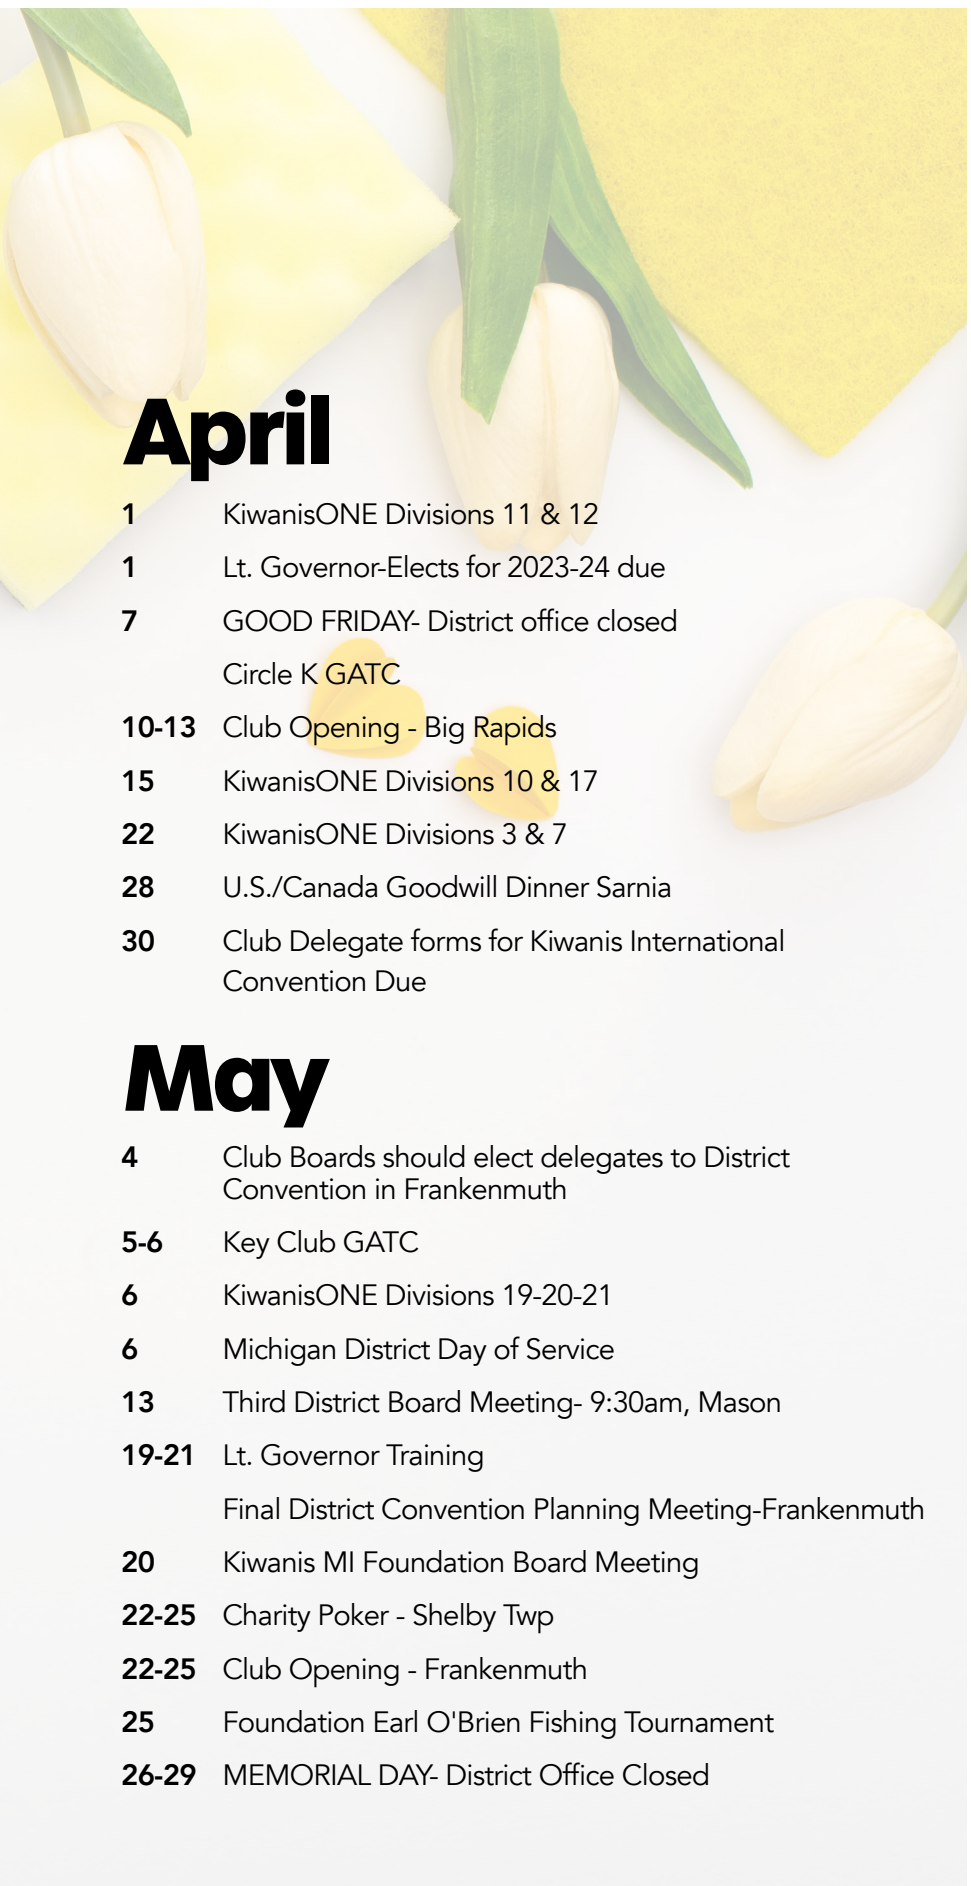 April
1 KiwanisONE Divisions 11 & 12
1 Lt. Governor-Elects for 2023-24 due
7 GOOD FRIDAY- District office closed
Circle K GATC
10-13 Club Opening - Big Rapids
15 KiwanisONE Divisions 10 & 17
22 KiwanisONE Divisions 3 & 7
28 U.S./Canada Goodwill Dinner Sarnia
30 Club Delegate forms for Kiwanis International
Convention Due
May
4 Club Boards should elect delegates to District
Convention in Frankenmuth
5-6 Key Club GATC
6 KiwanisONE Divisions 19-20-21
6 Michigan District Day of Service
13 Third District Board Meeting- 9:30am, Mason
19-21 Lt. Governor Training
Final District Convention Planning Meeting-Frankenmuth
20 Kiwanis MI Foundation Board Meeting
22-25 Charity Poker - Shelby Twp
22-25 Club Opening - Frankenmuth
25 Foundation Earl O'Brien Fishing Tournament
26-29 MEMORIAL DAY- District Office Closed